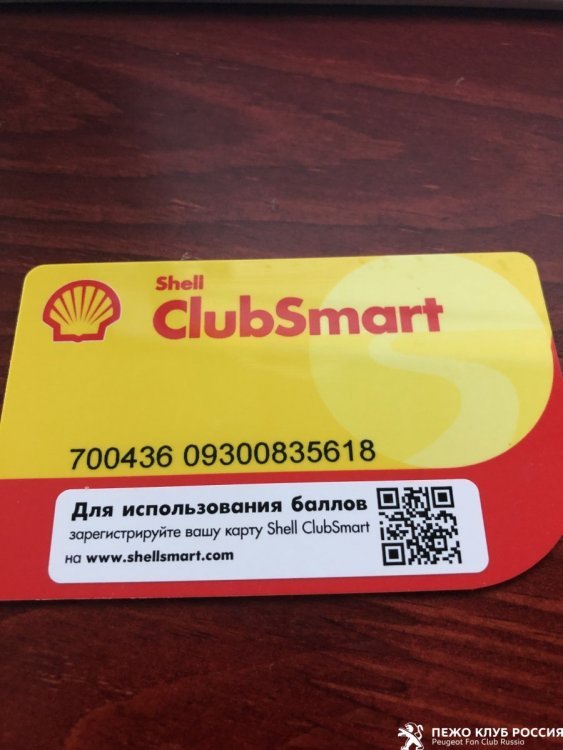 Shell
ClubSmart
700436 09300835618
Для использования баллов
зарегистрируйте вашу карту Shell ClubSmart
на www.shellsmart.com
ПЕЖО КЛУБ РОССИЯ
Peugeot Fan Club Russia